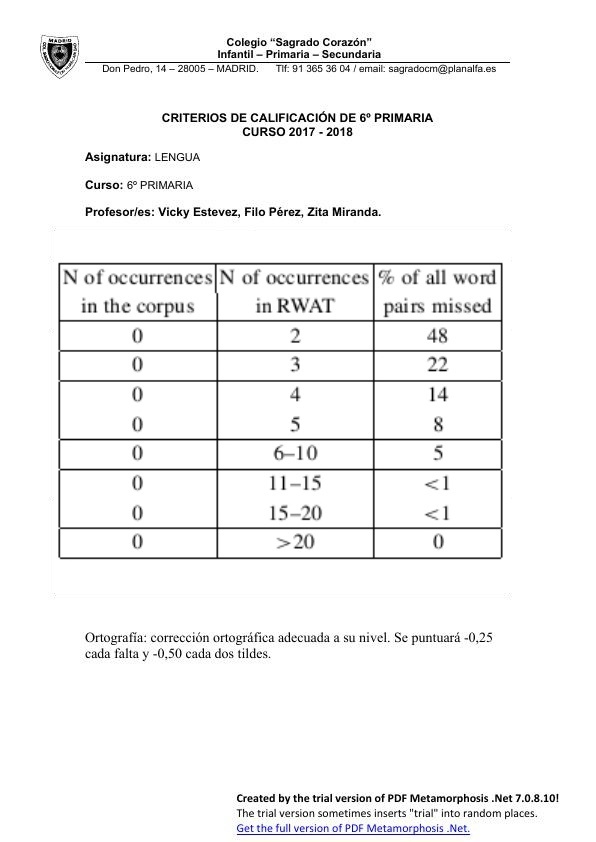 MADRID
Colegio “Sagrado Corazón”
Infantil – Primaria – Secundaria
Don Pedro, 14 – 28005 – MADRID. Tlf: 91 365 36 04 / email: sagradocm@planalfa.es
CRITERIOS DE CALIFICACIÓN DE 6º PRIMARIA
CURSO 2017 - 2018
Asignatura: LENGUA
Curso: 6º PRIMARIA
Profesor/es: Vicky Estevez, Filo Pérez, Zita Miranda.
N of occurrences N of occurrences % of all word
in the corpus in RWAT pairs missed
0 2 48
0 3 22
0 4 14
0 5 8
0 6–10 5
0 11–15 <1
0 15–20 <1
0 >20 0
Ortografía: corrección ortográfica adecuada a su nivel. Se puntuará -0,25
cada falta y -0,50 cada dos tildes.
Created by the trial version of PDF Metamorphosis .Net 7.0.8.10!
The trial version sometimes inserts "trial" into random places.
Get the full version of PDF Metamorphosis .Net.